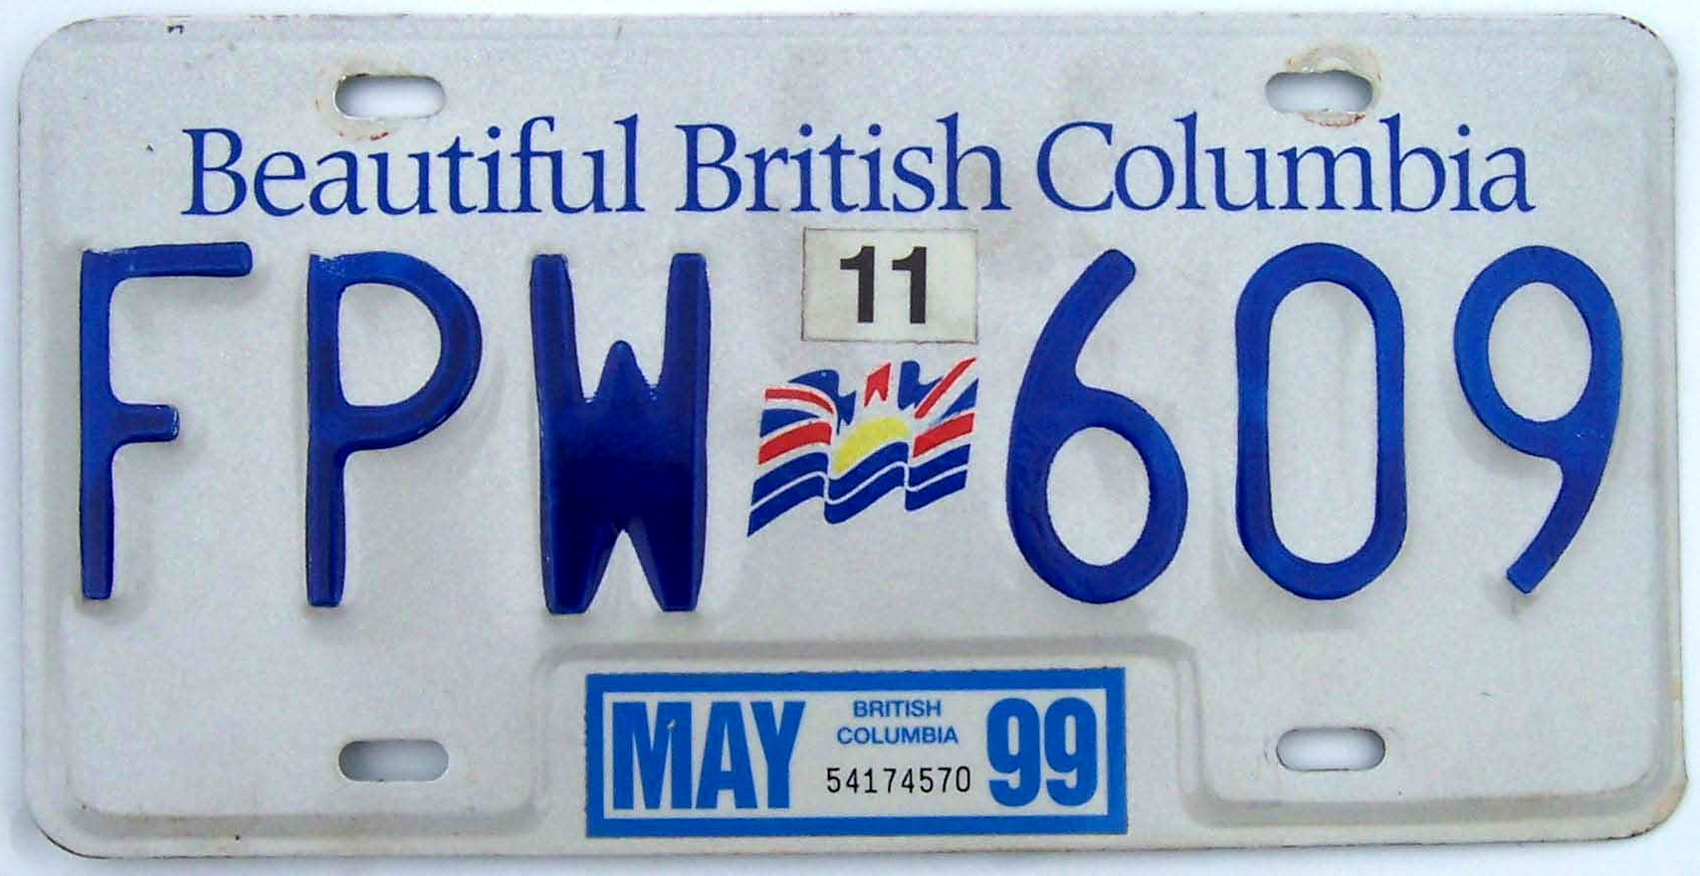 Beautiful British Columbia
11
FPW 609
MAY BRITISH COLUMBIA 99
54174570